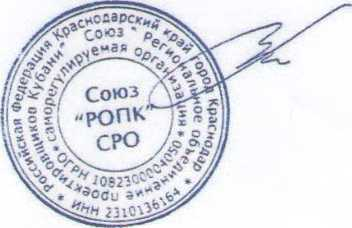 * Российская Федерация Краснодарский край город Краснодар
* Союз "Региональное объединение проектировщиков Кубани"
саморегулируемая организация
* ОГРН 1082300004050 *
ИНН 2310136164 *
Союз
"РОПК"
СРО